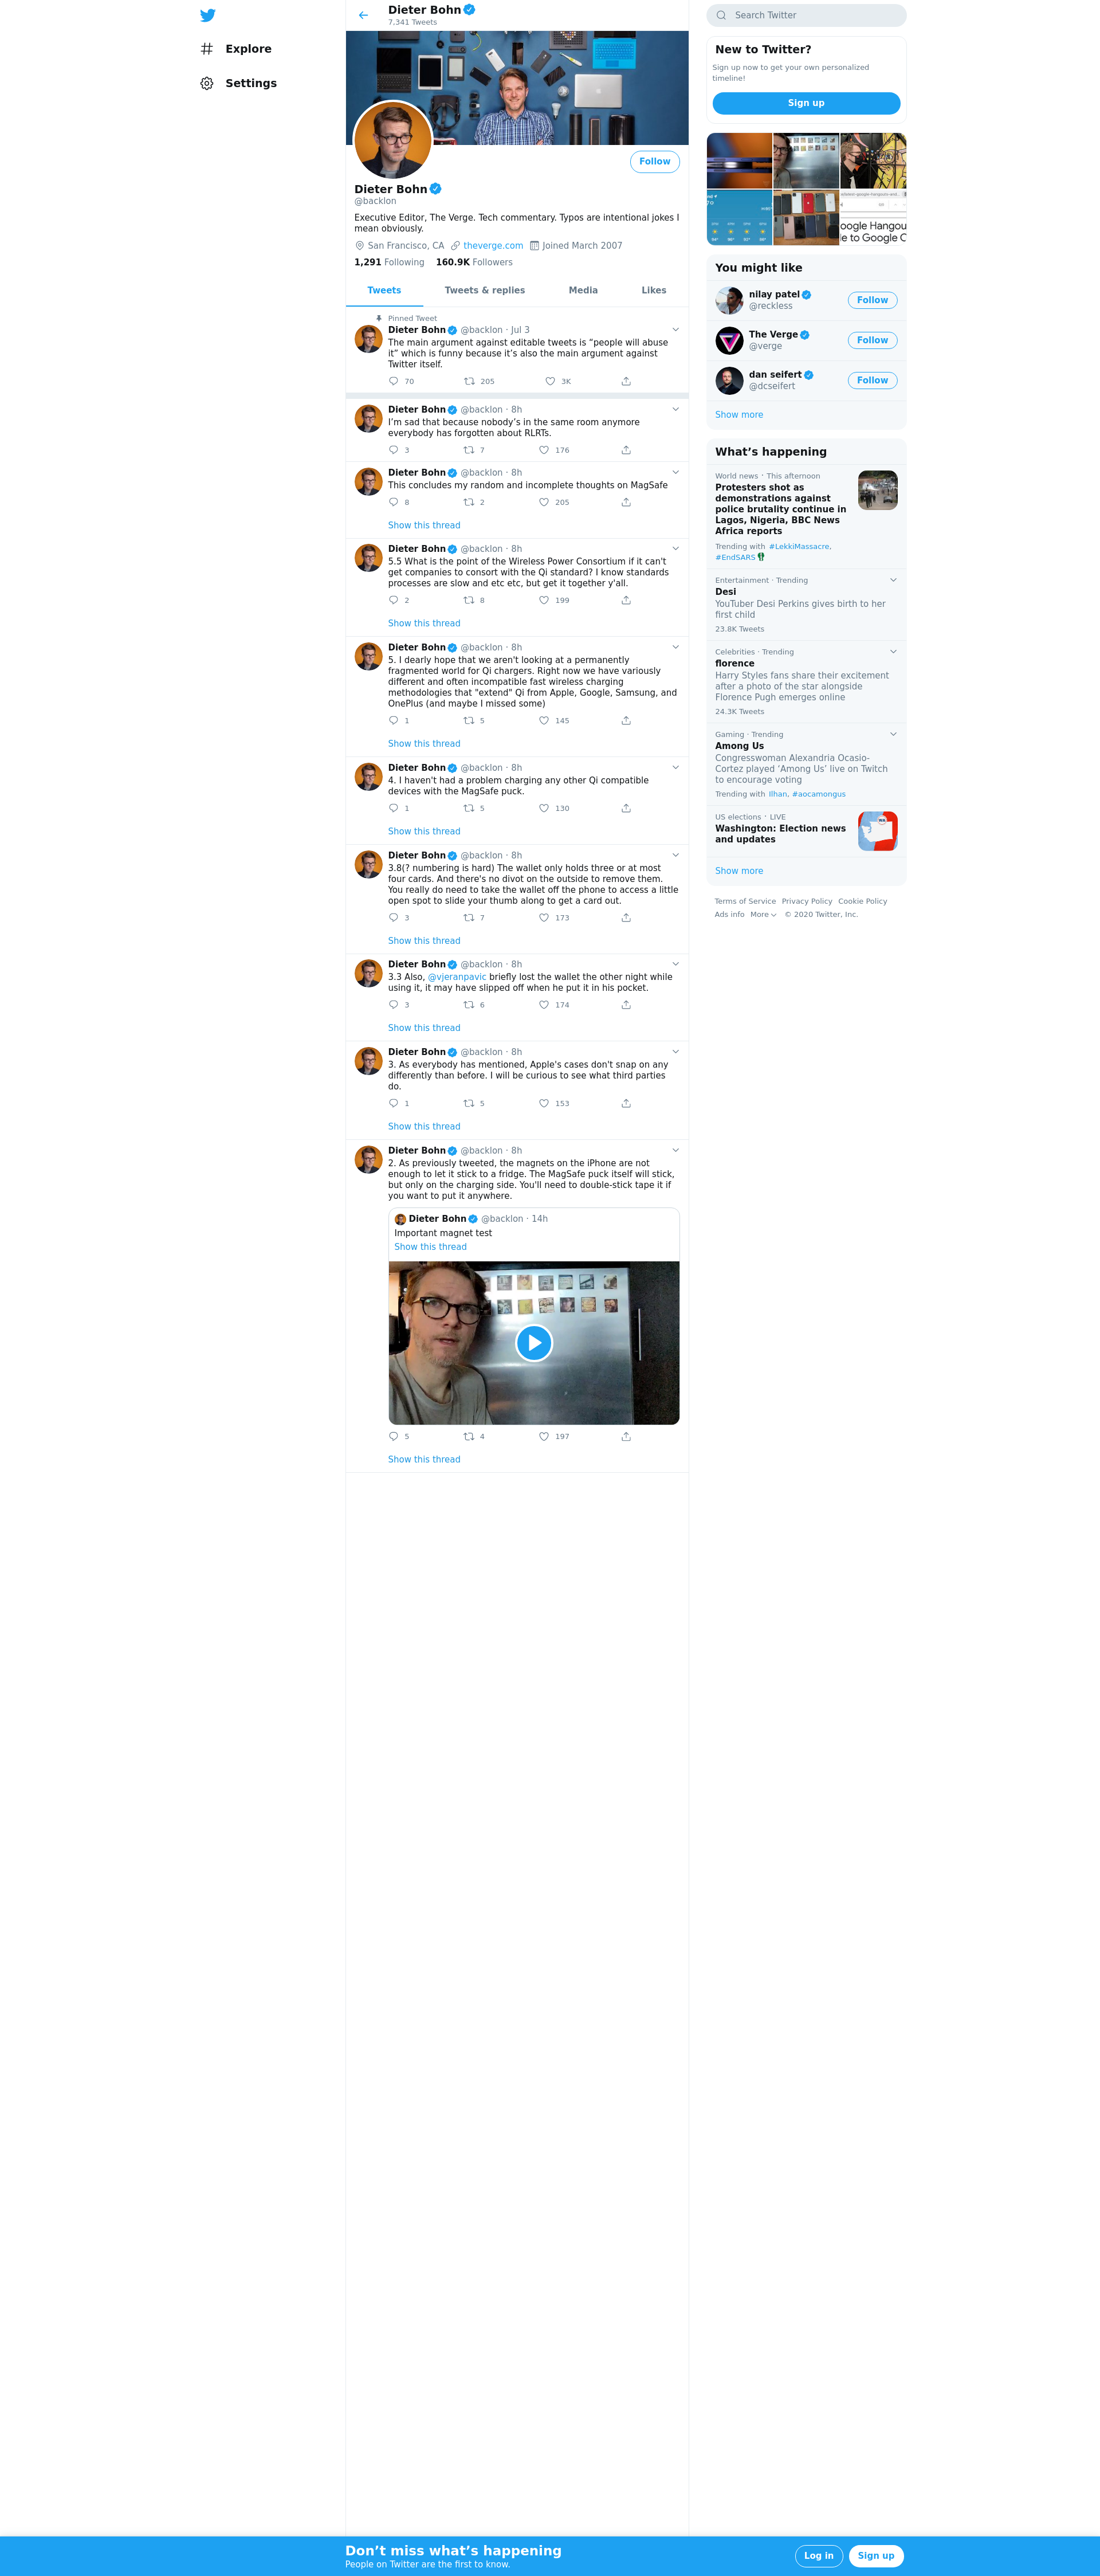 Explore
Settings
Dieter Bohn
7,341 Tweets
Follow
Dieter Bohn
@backlon
Executive Editor, The Verge. Tech commentary. Typos are intentional jokes I
mean obviously.
San Francisco, CA theverge.com Joined March 2007
1,291 Following 160.9K Followers
Tweets Tweets & replies Media Likes
Pinned Tweet
Dieter Bohn @backlon · Jul 3
The main argument against editable tweets is “people will abuse
it” which is funny because it’s also the main argument against
Twitter itself.
70 205 3K
Dieter Bohn @backlon · 8h
I’m sad that because nobody’s in the same room anymore
everybody has forgotten about RLRTs.
3 7 176
Dieter Bohn @backlon · 8h
This concludes my random and incomplete thoughts on MagSafe
8 2 205
Show this thread
Dieter Bohn @backlon · 8h
5.5 What is the point of the Wireless Power Consortium if it can't
get companies to consort with the Qi standard? I know standards
processes are slow and etc etc, but get it together y'all.
2 8 199
Show this thread
Dieter Bohn @backlon · 8h
5. I dearly hope that we aren't looking at a permanently
fragmented world for Qi chargers. Right now we have variously
different and often incompatible fast wireless charging
methodologies that "extend" Qi from Apple, Google, Samsung, and
OnePlus (and maybe I missed some)
1 5 145
Show this thread
Dieter Bohn @backlon · 8h
4. I haven't had a problem charging any other Qi compatible
devices with the MagSafe puck.
1 5 130
Show this thread
Dieter Bohn @backlon · 8h
3.8(? numbering is hard) The wallet only holds three or at most
four cards. And there's no divot on the outside to remove them.
You really do need to take the wallet off the phone to access a little
open spot to slide your thumb along to get a card out.
3 7 173
Show this thread
Dieter Bohn @backlon · 8h
3.3 Also, @vjeranpavic briefly lost the wallet the other night while
using it, it may have slipped off when he put it in his pocket.
3 6 174
Show this thread
Dieter Bohn @backlon · 8h
3. As everybody has mentioned, Apple's cases don't snap on any
differently than before. I will be curious to see what third parties
do.
1 5 153
Show this thread
Dieter Bohn @backlon · 8h
2. As previously tweeted, the magnets on the iPhone are not
enough to let it stick to a fridge. The MagSafe puck itself will stick,
but only on the charging side. You'll need to double-stick tape it if
you want to put it anywhere.
Dieter Bohn @backlon · 14h
Important magnet test
Show this thread
5 4 197
Show this thread
Search Twitter
New to Twitter?
Sign up now to get your own personalized
timeline!
Sign up
oogle Hangou
le to Google C
You might like
nilay patel
@reckless
Follow
The Verge
@verge
Follow
dan seifert
@dcseifert
Follow
Show more
What’s happening
World news · This afternoon
Protesters shot as
demonstrations against
police brutality continue in
Lagos, Nigeria, BBC News
Africa reports
Trending with #LekkiMassacre,
#EndSARS
Entertainment · Trending
Desi
YouTuber Desi Perkins gives birth to her
first child
23.8K Tweets
Celebrities · Trending
florence
Harry Styles fans share their excitement
after a photo of the star alongside
Florence Pugh emerges online
24.3K Tweets
Gaming · Trending
Among Us
Congresswoman Alexandria Ocasio-
Cortez played ‘Among Us’ live on Twitch
to encourage voting
Trending with Ilhan, #aocamongus
US elections · LIVE
Washington: Election news
and updates
Show more
Terms of Service Privacy Policy Cookie Policy
Ads info More © 2020 Twitter, Inc.
Don’t miss what’s happening
People on Twitter are the first to know.
Log in Sign up